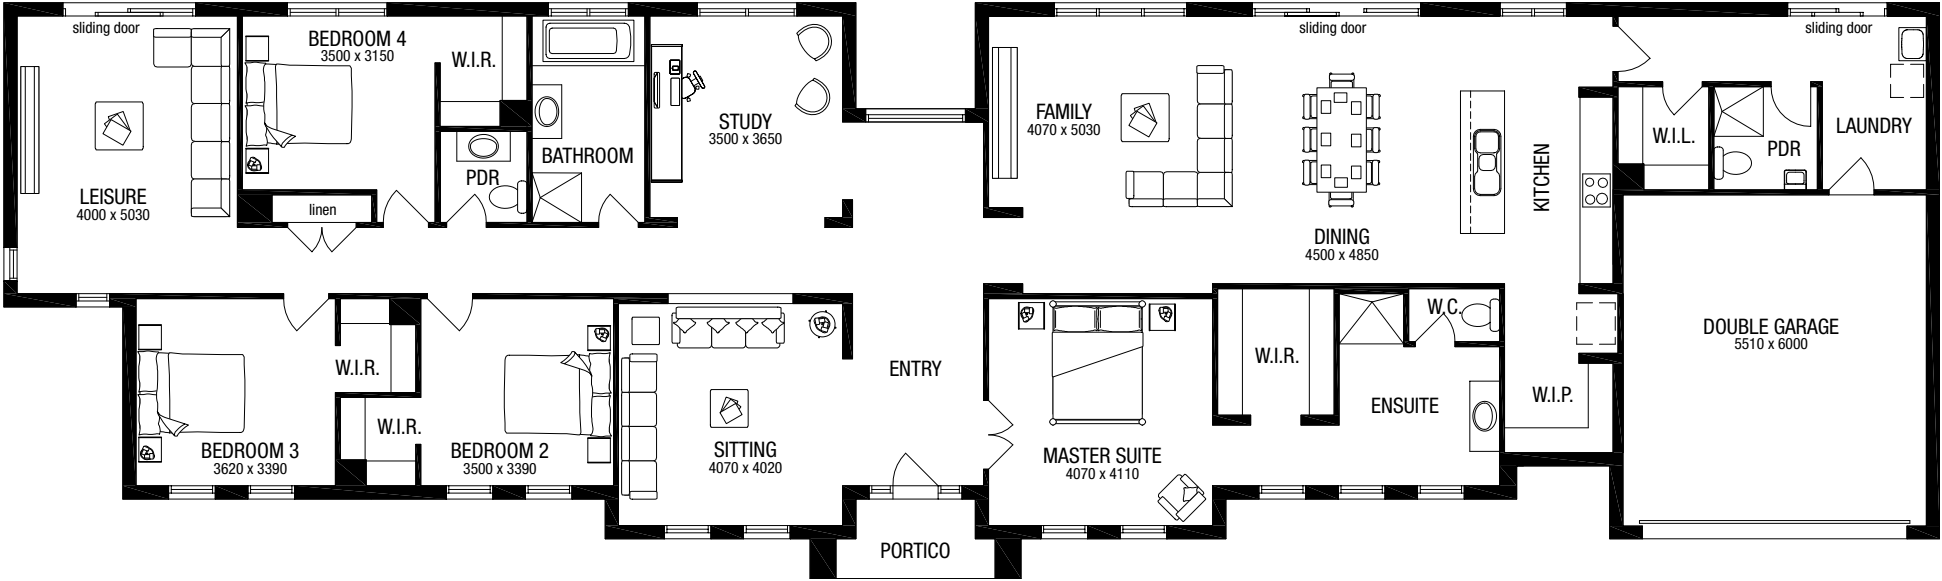 sliding door
BEDROOM 4
3500 x 3150
W.I.R.
LEISURE
4000 x 5030
linen
PDR
BATHROOM
STUDY
3500 x 3650
FAMILY
4070 x 5030
sliding door
DINING
4500 x 4850
KITCHEN
sliding door
W.I.L.
PDR
LAUNDRY
BEDROOM 3
3620 x 3390
W.I.R.
W.I.R.
BEDROOM 2
3500 x 3390
SITTING
4070 x 4020
ENTRY
PORTICO
MASTER SUITE
4070 x 4110
W.I.R.
W.C.
ENSUITE
W.I.P.
DOUBLE GARAGE
5510 x 6000